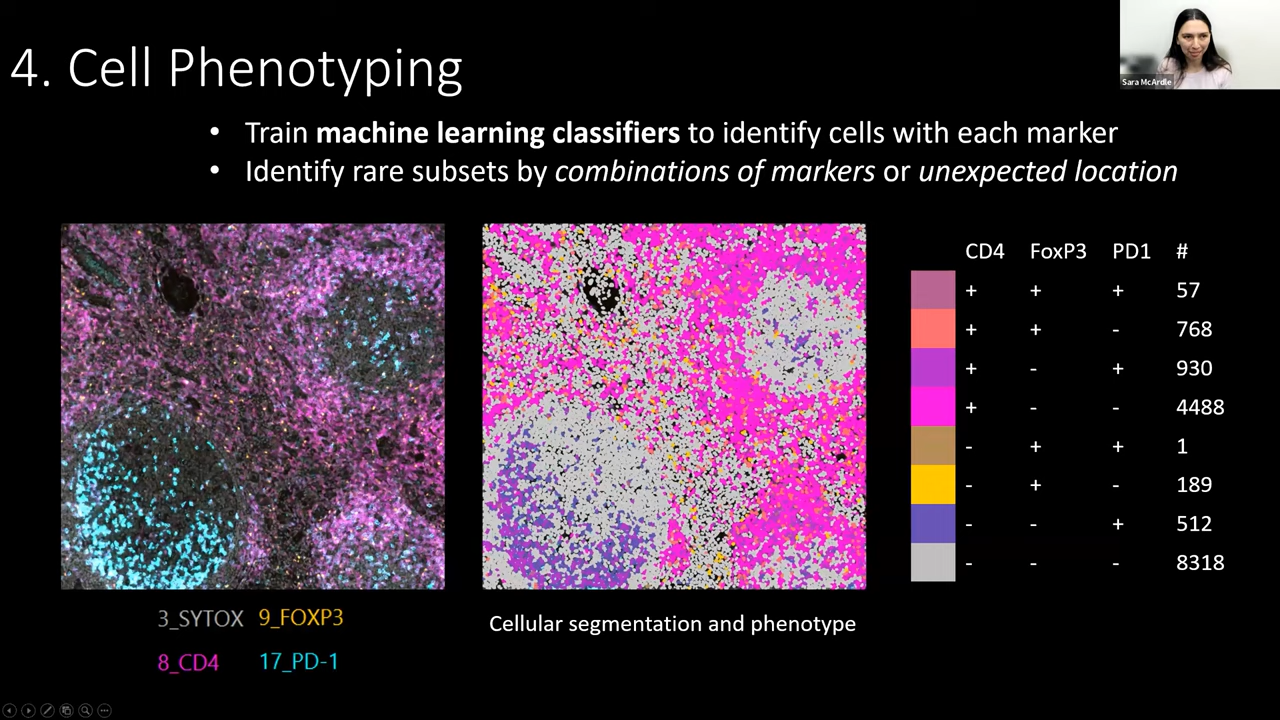 4. Cell Phenotyping
Sara McArdle
• Train machine learning classifiers to identify cells with each marker
• Identify rare subsets by combinations of markers or unexpected location
CD4 FoxP3 PD1 #
+ + + 57
+ + - 768
+ - + 930
+ - - 4488
- + + 1
- + - 189
- - + 512
- - - 8318
3_SYTOX 9_FOXP3
8_CD4 17_PD-1
Cellular segmentation and phenotype